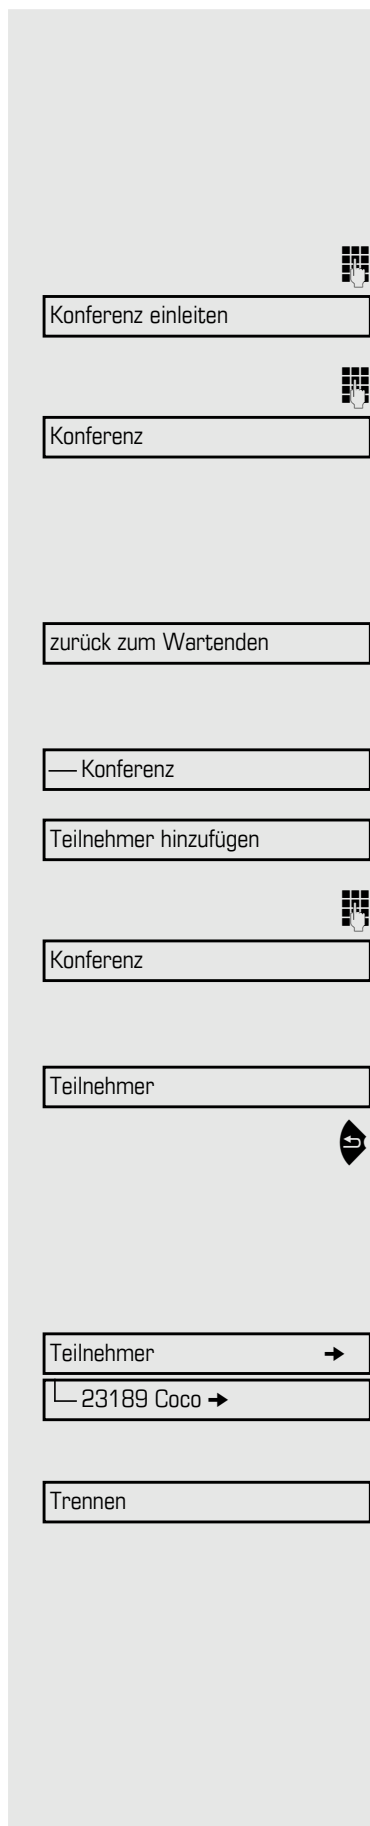 Konferenz einleiten
Konferenz
zurück zum Wartenden
Konferenz
Teilnehmer hinzufügen
Konferenz
Teilnehmer
Teilnehmer ➔
23189 Coco ➔
Trennen